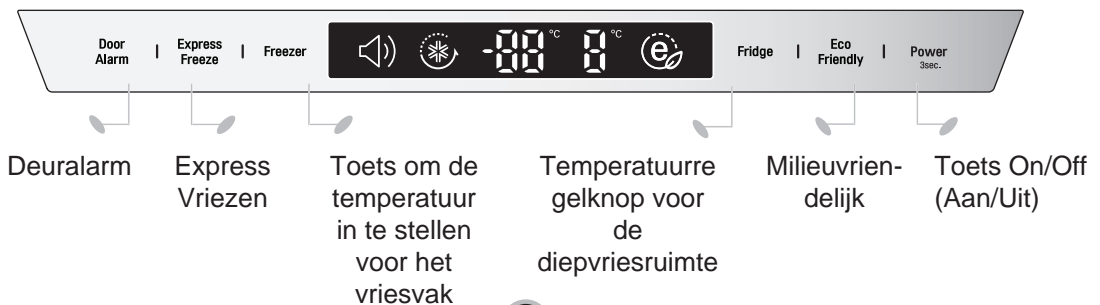 Door Alarm | Express Freeze | Freezer -88 °C 8 °C e Fridge | Eco Friendly | Power 3sec.
Deuralarm
Express
Vriezen
Toets om de
temperatuur
in te stellen
voor het
vriesvak
Temperatuurre
gelknop voor
de
diepvriesruimte
Milieuvrien-
delijk
Toets On/Off
(Aan/Uit)